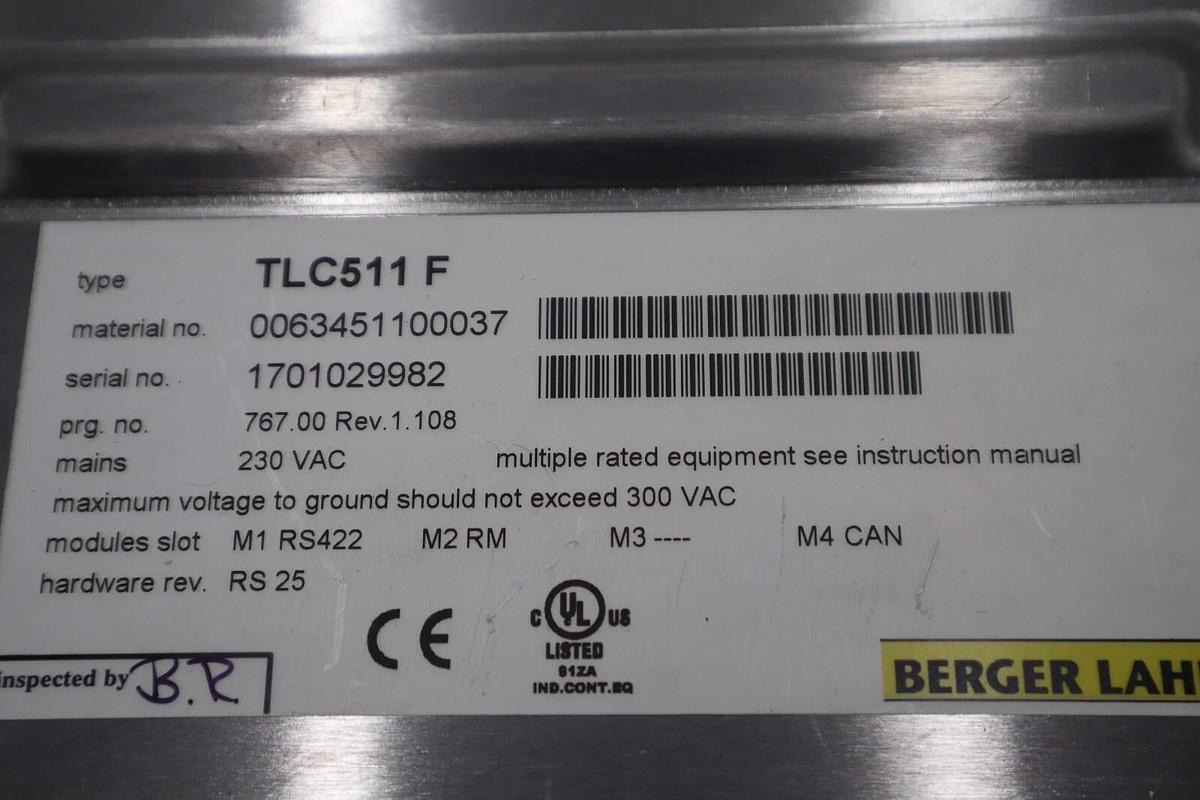 type TLC511 F
material no. 0063451100037
serial no. 1701029982
prg. no. 767.00 Rev.1.108
mains 230 VAC multiple rated equipment see instruction manual
maximum voltage to ground should not exceed 300 VAC
modules slot M1 RS422 M2 RM M3 ---- M4 CAN
hardware rev. RS 25
CE
C UL US
LISTED
91ZA
IND.CONT.EQ
inspected by B.R.
BERGER LAH